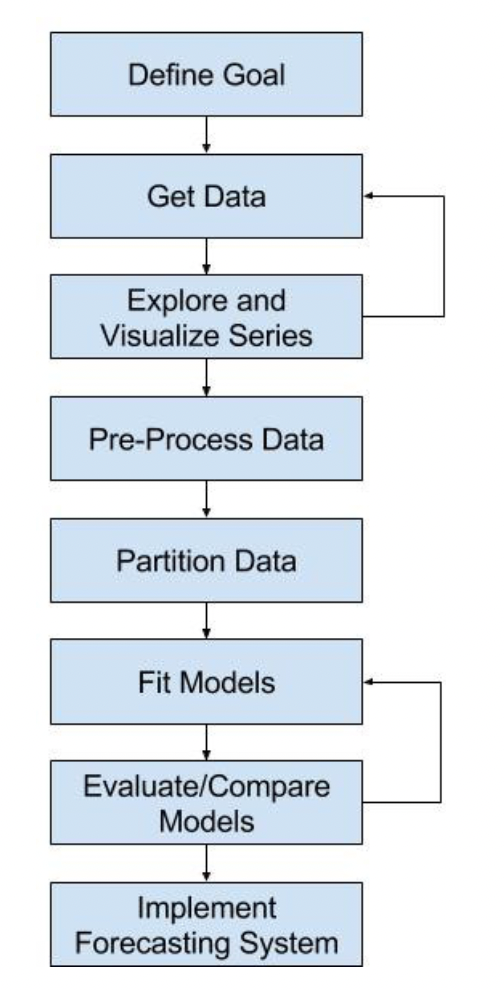 Define Goal
Get Data
Explore and
Visualize Series
Pre-Process Data
Partition Data
Fit Models
Evaluate/Compare
Models
Implement
Forecasting System